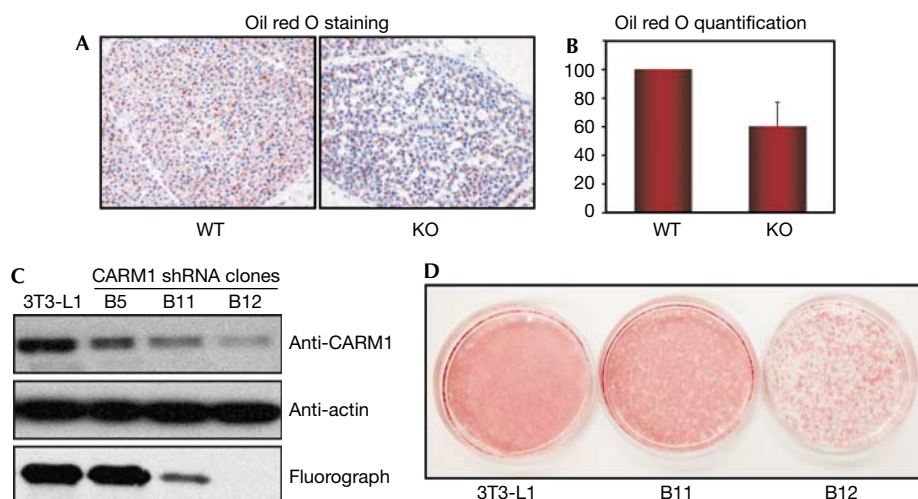 Oil red O staining
A
WT KO
Oil red O quantification
B
100
80
60
40
20
0
WT KO
C
CARM1 shRNA clones
3T3-L1 B5 B11 B12
Anti-CARM1
Anti-actin
Fluorograph
D
3T3-L1 B11 B12